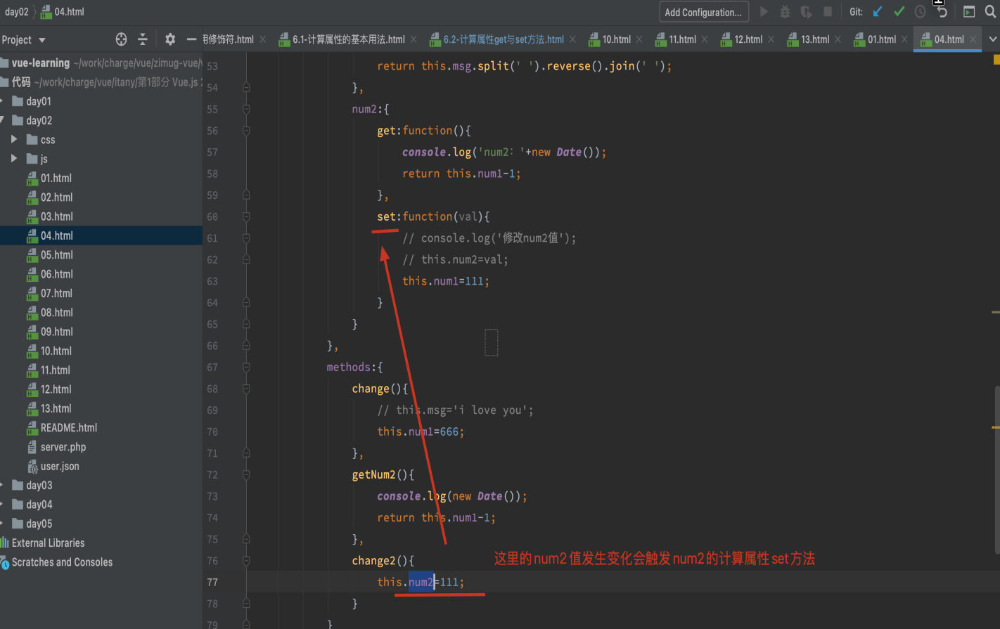 day02 04.html Add Configuration... Git:
Project 用修饰符.html 6.1-计算属性的基本用法.html 6.2-计算属性get与set方法.html 10.html 11.html 12.html 13.html 01.html 04.html
vue-learning ~/work/charge/vue/zimug-vue/
代码 ~/work/charge/vue/itany/第1部分 Vue.js 2
day01
day02
css
js
01.html
02.html
03.html
04.html
05.html
06.html
07.html
08.html
09.html
10.html
11.html
12.html
13.html
README.html
server.php
user.json
day03
day04
day05
External Libraries
Scratches and Consoles
53 return this.msg.split(' ').reverse().join(' ');
54 },
55 num2:{
56 get:function(){
57 console.log('num2: '+new Date());
58 return this.num1-1;
59 },
60 set:function(val){
61 // console.log('修改num2值');
62 // this.num2=val;
63 this.num1=111;
64 }
65 }
66 },
67 methods:{
68 change(){
69 // this.msg='i love you';
70 this.num1=666;
71 },
72 getNum2(){
73 console.log(new Date());
74 return this.num1-1;
75 },
76 change2(){
这里的num2值发生变化会触发num2的计算属性set方法
77 this.num2=111;
78 }
79 }